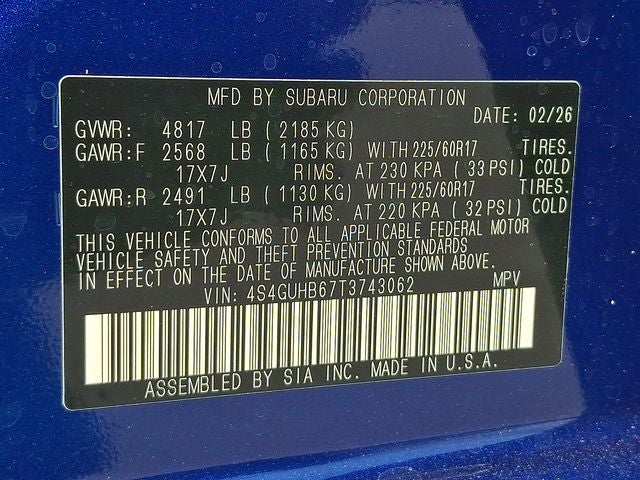 MFD BY SUBARU CORPORATION
DATE: 02/26
GVWR: 4817 LB ( 2185 KG)
GAWR:F 2568 LB ( 1165 KG) WITH 225/60R17 TIRES.
17X7J RIMS. AT 230 KPA ( 33 PSI) COLD
GAWR:R 2491 LB ( 1130 KG) WITH 225/60R17 TIRES.
17X7J RIMS. AT 220 KPA ( 32 PSI) COLD
THIS VEHICLE CONFORMS TO ALL APPLICABLE FEDERAL MOTOR
VEHICLE SAFETY AND THEFT PREVENTION STANDARDS
IN EFFECT ON THE DATE OF MANUFACTURE SHOWN ABOVE.
VIN: 4S4GUHB67T3743062 MPV
ASSEMBLED BY SIA INC. MADE IN U.S.A.